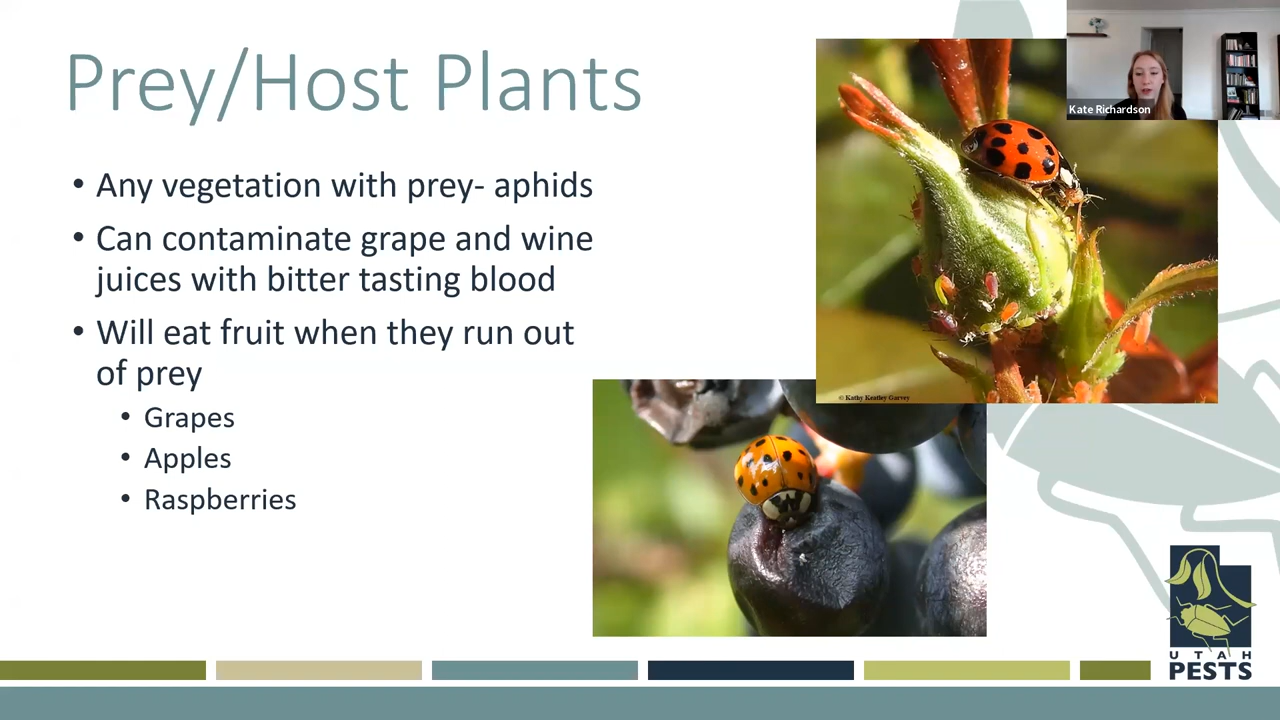 Prey/Host Plants
Kate Richardson
• Any vegetation with prey- aphids
• Can contaminate grape and wine
juices with bitter tasting blood
• Will eat fruit when they run out
of prey
• Grapes
• Apples
• Raspberries
© Kathy Keatley Garvey
UTAH
PESTS